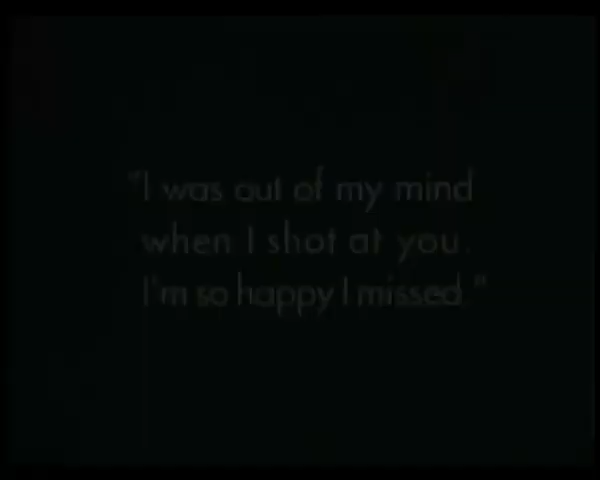 "I was out of my mind
when I shot at you.
I'm so happy I missed."